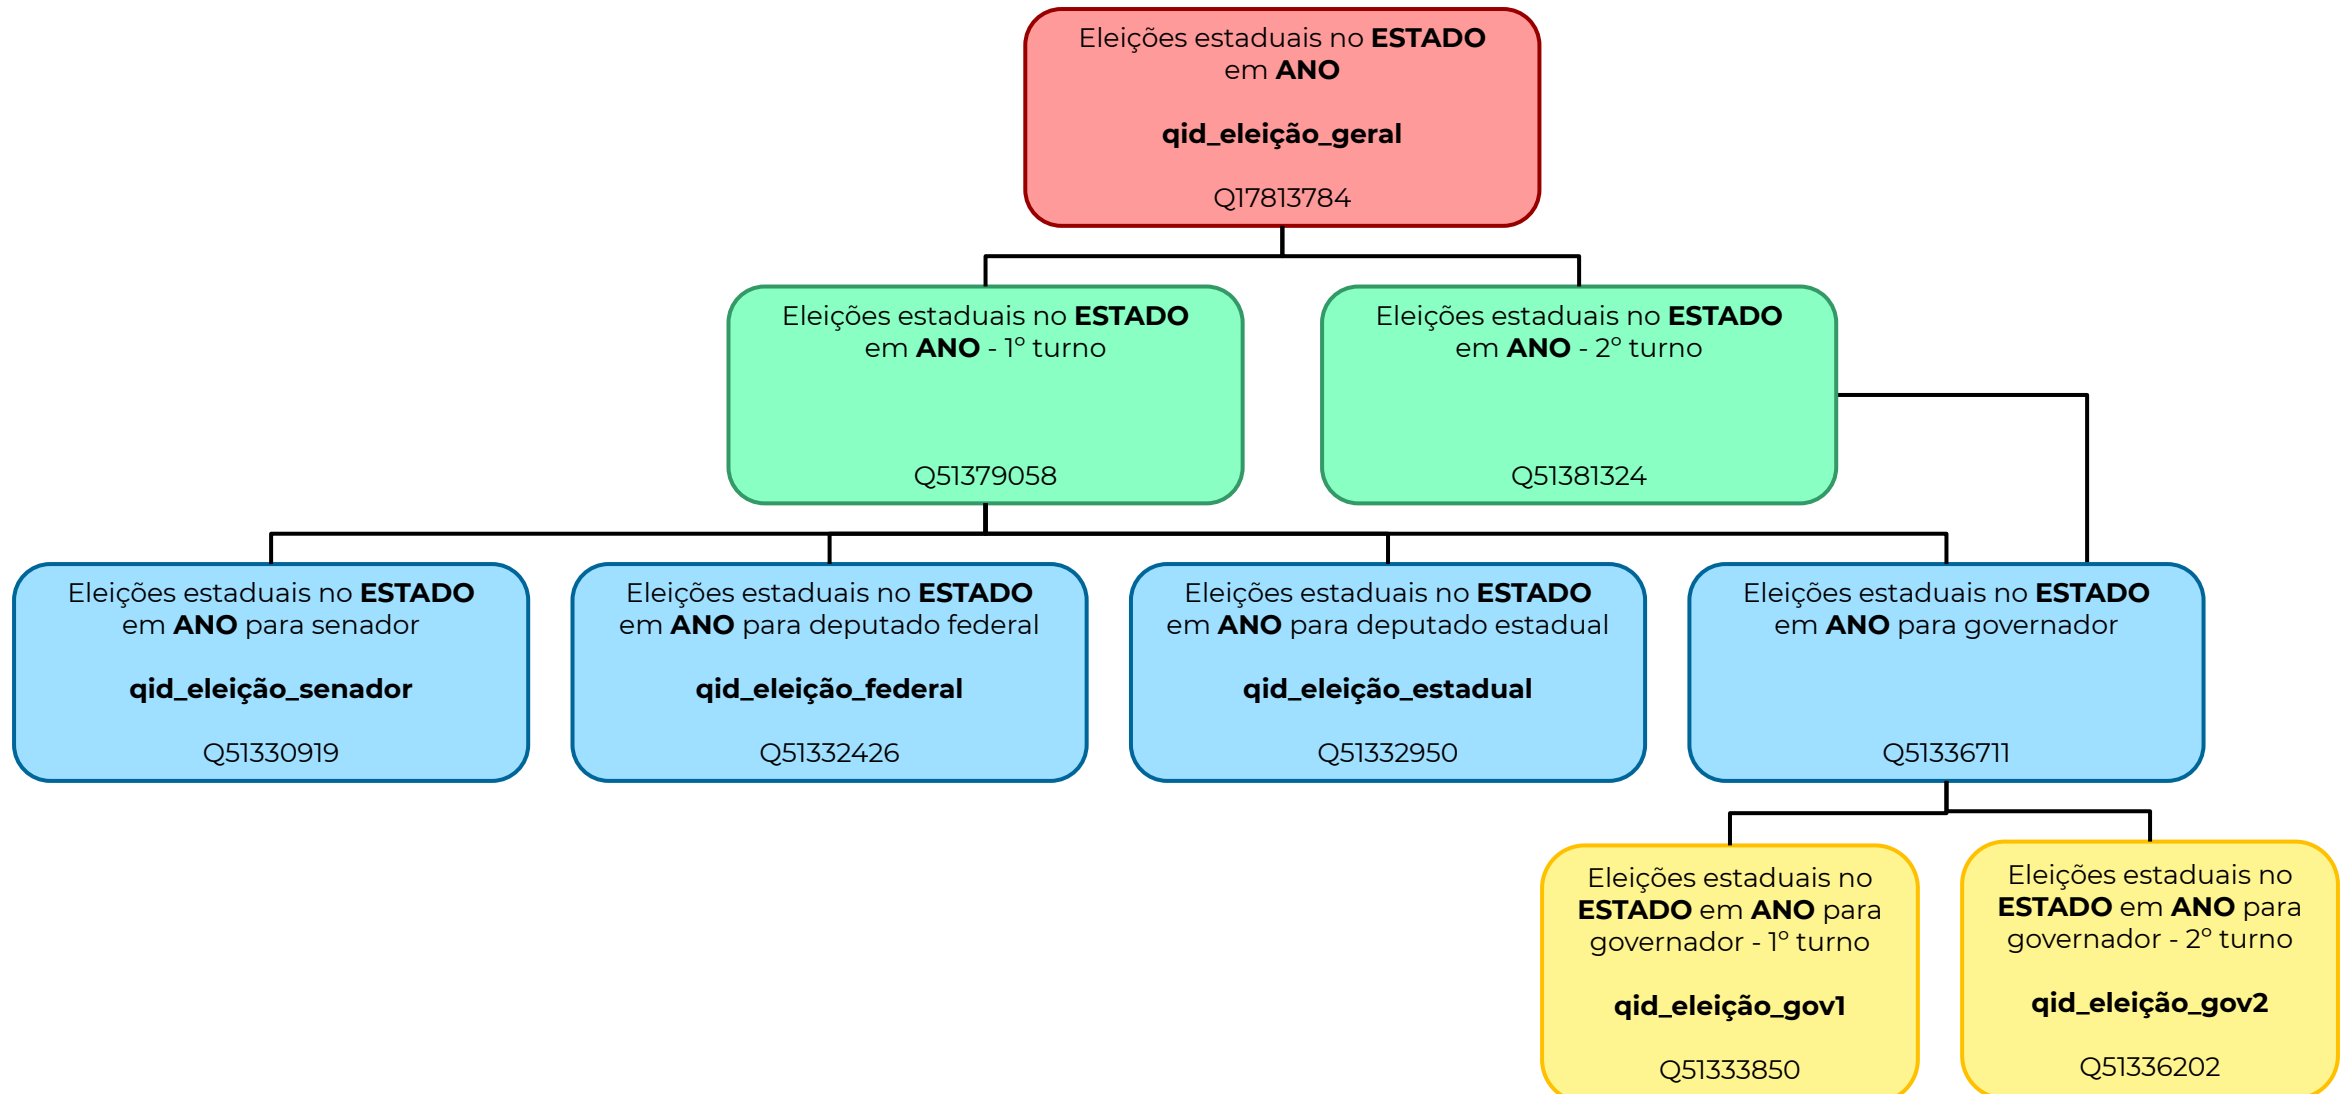 Eleições estaduais no ESTADO
em ANO
qid_eleição_geral
Q17813784
Eleições estaduais no ESTADO
em ANO - 1º turno
Q51379058
Eleições estaduais no ESTADO
em ANO - 2º turno
Q51381324
Eleições estaduais no ESTADO
em ANO para senador
qid_eleição_senador
Q51330919
Eleições estaduais no ESTADO
em ANO para deputado federal
qid_eleição_federal
Q51332426
Eleições estaduais no ESTADO
em ANO para deputado estadual
qid_eleição_estadual
Q51332950
Eleições estaduais no ESTADO
em ANO para governador
Q51336711
Eleições estaduais no
ESTADO em ANO para
governador - 1º turno
qid_eleição_gov1
Q51333850
Eleições estaduais no
ESTADO em ANO para
governador - 2º turno
qid_eleição_gov2
Q51336202